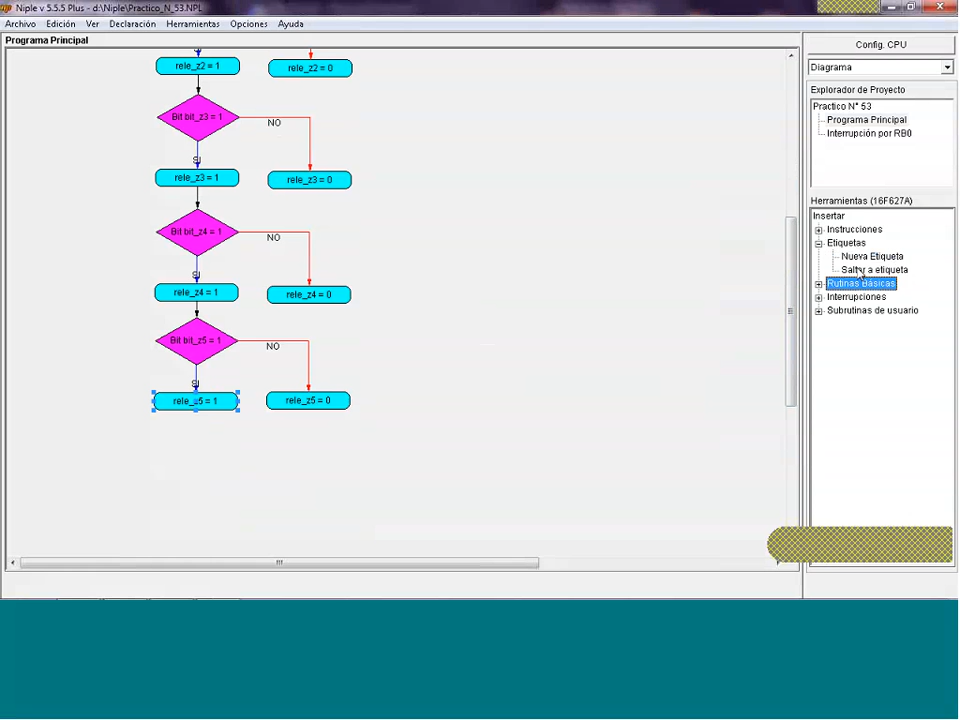 Niple v 5.5.5 Plus - d:\Niple\Practico_N_53.NPL
Archivo Edición Ver Declaración Herramientas Opciones Ayuda
Programa Principal
rele_z2 = 1
rele_z2 = 0
Bit bit_z3 = 1
NO
SI
rele_z3 = 1
rele_z3 = 0
Bit bit_z4 = 1
NO
SI
rele_z4 = 1
rele_z4 = 0
Bit bit_z5 = 1
NO
SI
rele_z5 = 1
rele_z5 = 0
Config. CPU
Diagrama
Explorador de Proyecto
Practico N° 53
Programa Principal
Interrupción por RB0
Herramientas (16F627A)
Insertar
Instrucciones
Etiquetas
Nueva Etiqueta
Saltar a etiqueta
Rutinas Básicas
Interrupciones
Subrutinas de usuario